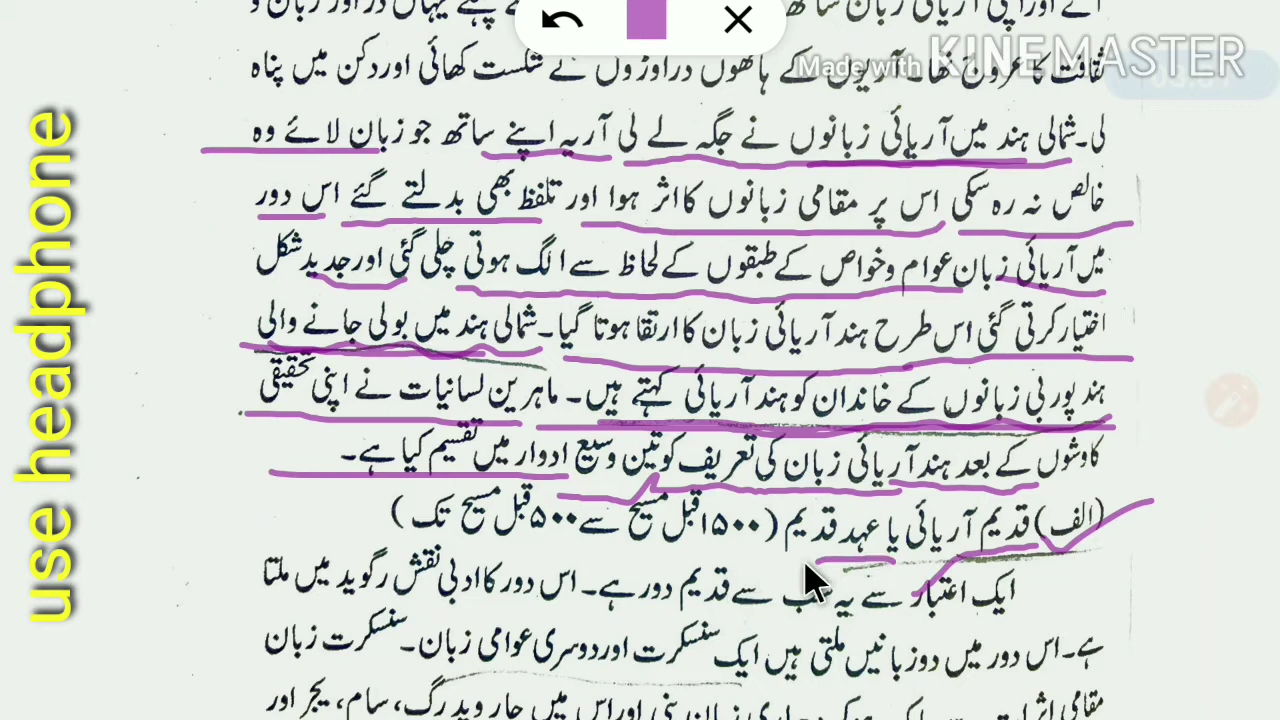 ثقافت کا عروج تھا۔ آریوں کے ہاتھوں دراوڑوں نے شکست کھائی اور دکن میں پناہ
لی۔ شمالی ہند میں آریائی زبانوں نے جگہ لے لی آریہ اپنے ساتھ جو زبان لائے وہ
خالص نہ رہ سکی اس پر مقامی زبانوں کا اثر ہوا اور تلفظ بھی بدلتے گئے اس دور
میں آریائی زبان عوام و خواص کے طبقوں کے لحاظ سے الگ ہوتی چلی گئی اور جدید شکل
اختیار کرتی گئی اس طرح ہند آریائی زبان کا ارتقا ہوتا گیا۔ شمالی ہند میں بولی جانے والی
ہند یوربی زبانوں کے خاندان کو ہند آریائی کہتے ہیں۔ ماہرین لسانیات نے اپنی تحقیقی
کاوشوں کے بعد ہند آریائی زبان کی تعریف کو تین وسیع ادوار میں تقسیم کیا ہے۔
(الف) قدیم آریائی یا عہد قدیم (۱۵۰۰ قبل مسیح سے ۵۰۰ قبل مسیح تک)
ایک اعتبار سے یہ سب سے قدیم دور ہے۔ اس دور کا ادبی نقش رگوید میں ملتا
ہے۔ اس دور میں دو زبانیں ملتی ہیں ایک سنسکرت اور دوسری عوامی زبان۔ سنسکرت زبان
چار وید رگ، سام، یجر اور
Made with KINEMASTER
use headphone